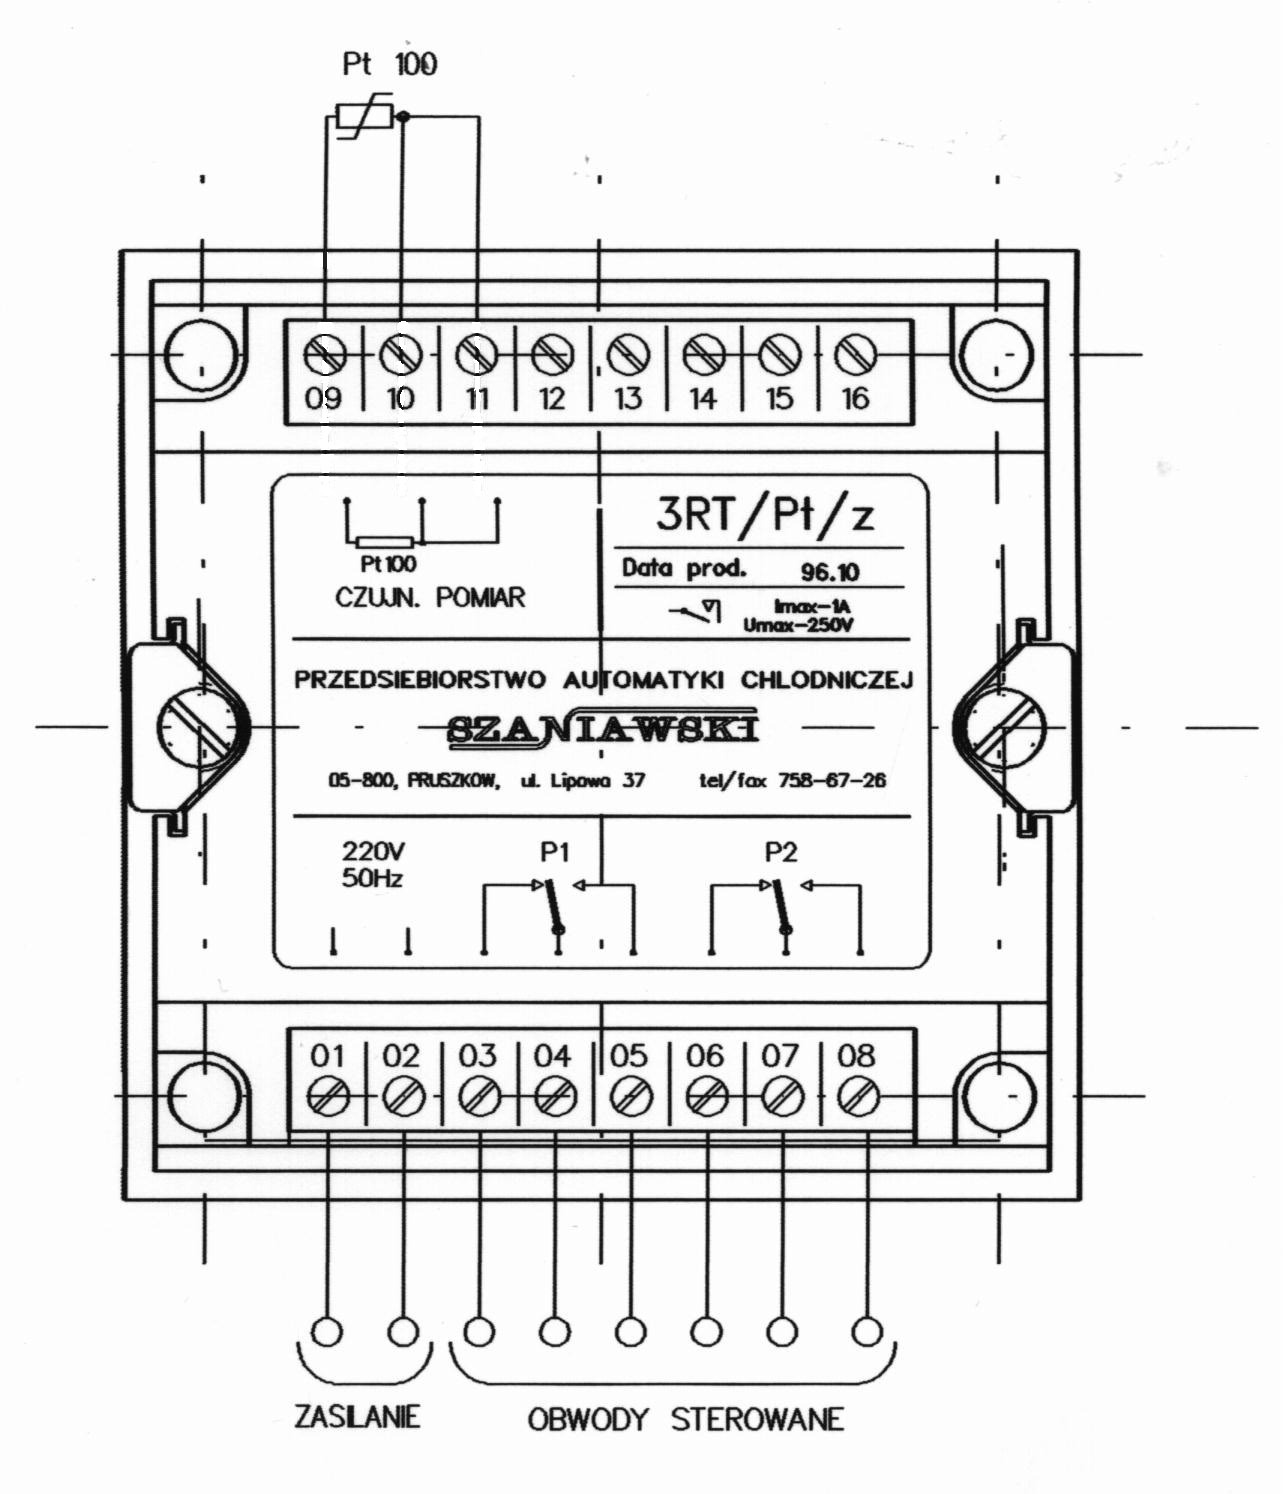 Pt 100
09 10 11 12 13 14 15 16
Pt 100
CZUJN. POMIAR
3RT/Pt/z
Data prod. 96.10
Imax-1A
Umax-250V
PRZEDSIEBIORSTWO AUTOMATYKI CHLODNICZEJ
SZANIAWSKI
05-800, PRUSZKOW, ul. Lipowa 37 tel/fax 758-67-26
220V
50Hz
P1
P2
01 02 03 04 05 06 07 08
ZASILANIE
OBWODY STEROWANE